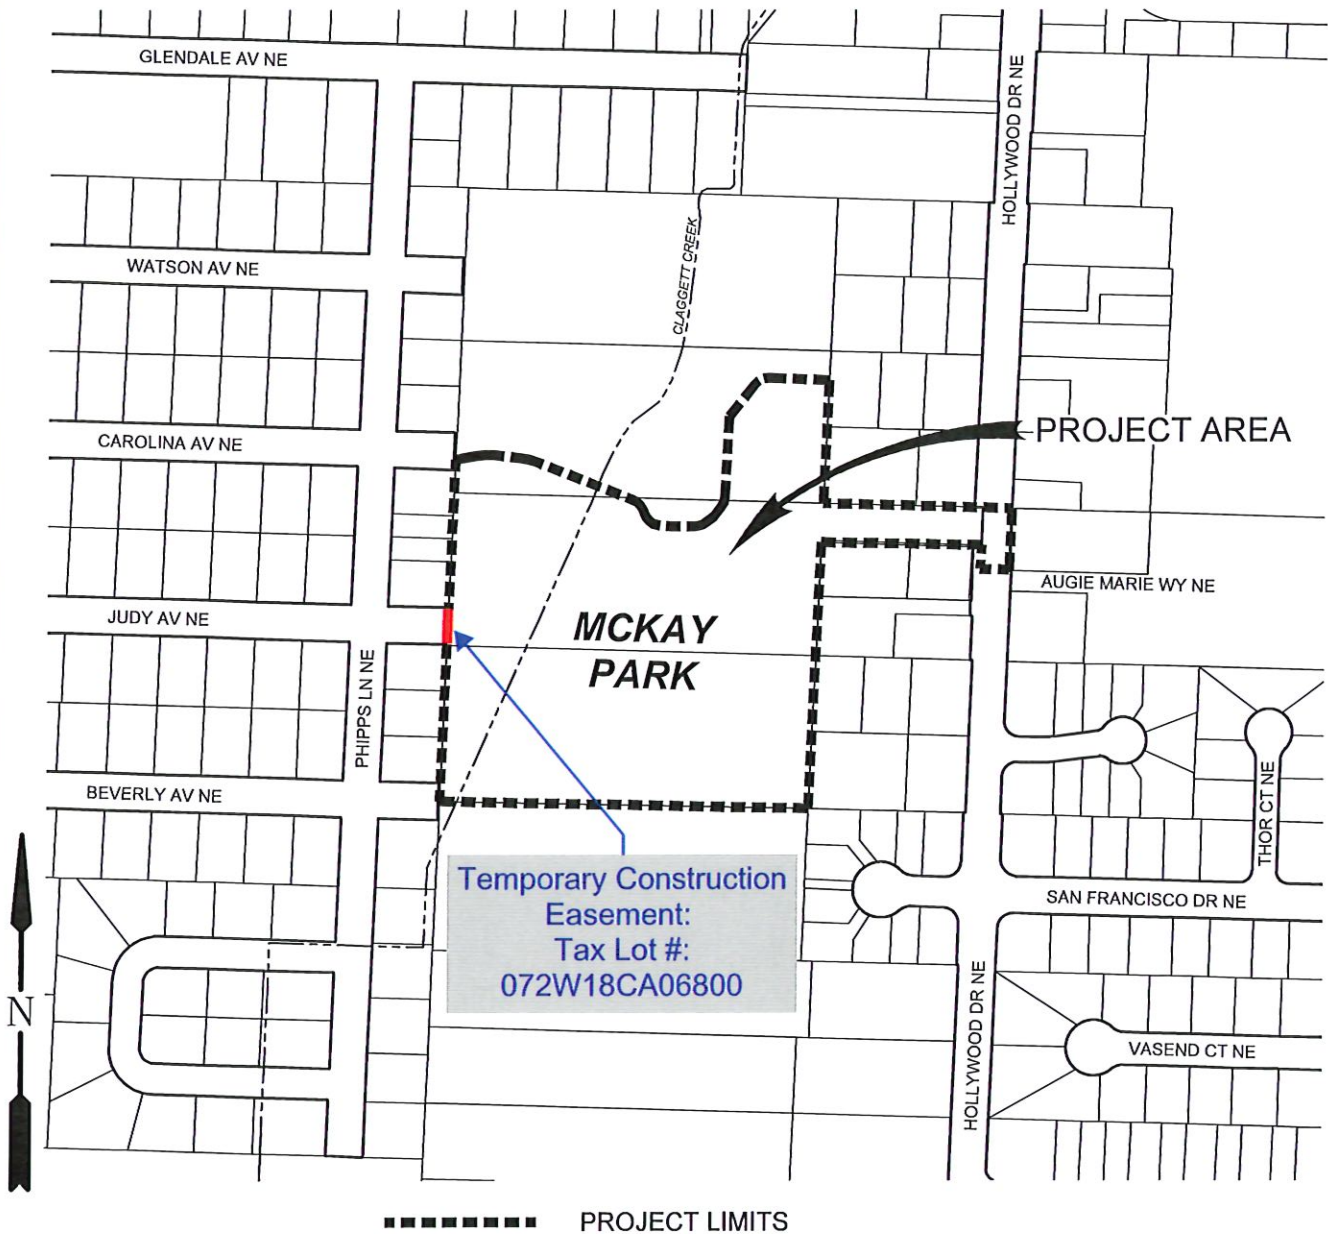 GLENDALE AV NE
HOLLYWOOD DR NE
WATSON AV NE
CLAGGETT CREEK
CAROLINA AV NE
PROJECT AREA
AUGIE MARIE WY NE
JUDY AV NE
MCKAY
PARK
PHIPPS LN NE
BEVERLY AV NE
THOR CT NE
Temporary Construction
Easement:
Tax Lot #:
072W18CA06800
SAN FRANCISCO DR NE
N
HOLLYWOOD DR NE
VASEND CT NE
PROJECT LIMITS